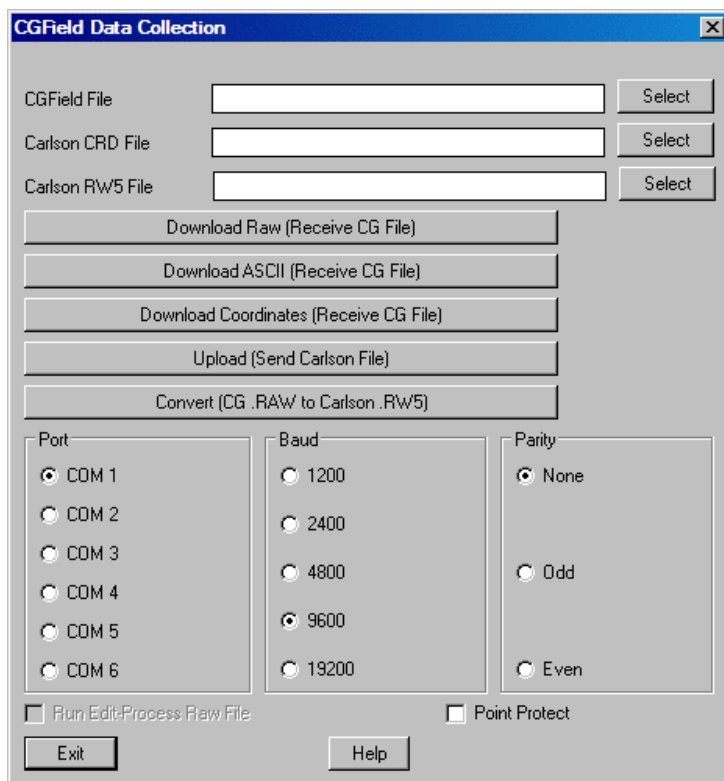 CGField Data Collection
CGField File Select
Carlson CRD File Select
Carlson RW5 File Select
Download Raw (Receive CG File)
Download ASCII (Receive CG File)
Download Coordinates (Receive CG File)
Upload (Send Carlson File)
Convert (CG .RAW to Carlson .RW5)
Port Baud Parity
COM 1 1200 None
COM 2 2400
COM 3 4800 Odd
COM 4
COM 5 9600
COM 6 19200 Even
Run Edit-Process Raw File Point Protect
Exit Help